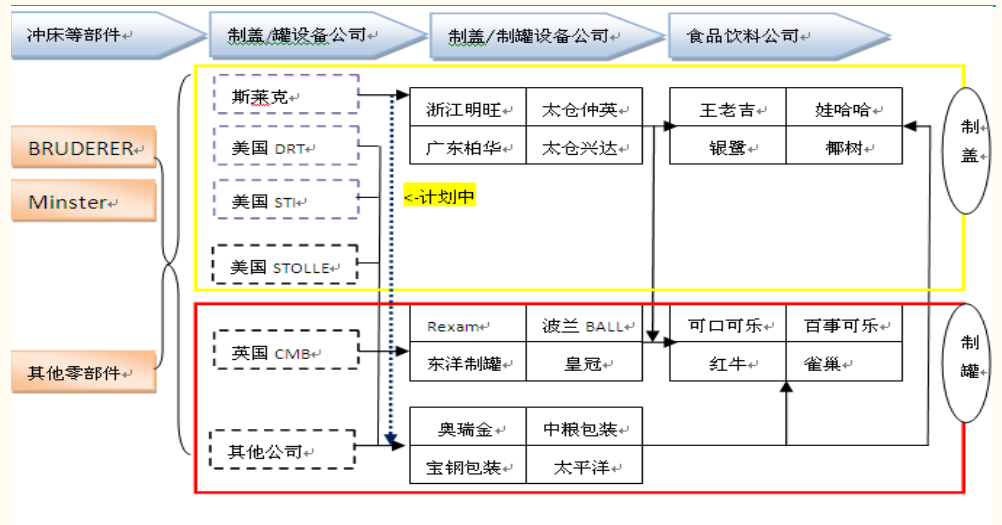 冲床等部件
制盖/罐设备公司
制盖/制罐设备公司
食品饮料公司
斯莱克
浙江明旺
太仓仲英
王老吉
娃哈哈
制
盖
BRUDERER
美国 DRT
广东柏华
太仓兴达
银鹭
椰树
Minster
美国 STI
<-计划中
美国 STOLLE
Rexam
波兰 BALL
可口可乐
百事可乐
制
罐
英国 CMB
东洋制罐
皇冠
红牛
雀巢
其他零部件
奥瑞金
中粮包装
其他公司
宝钢包装
太平洋